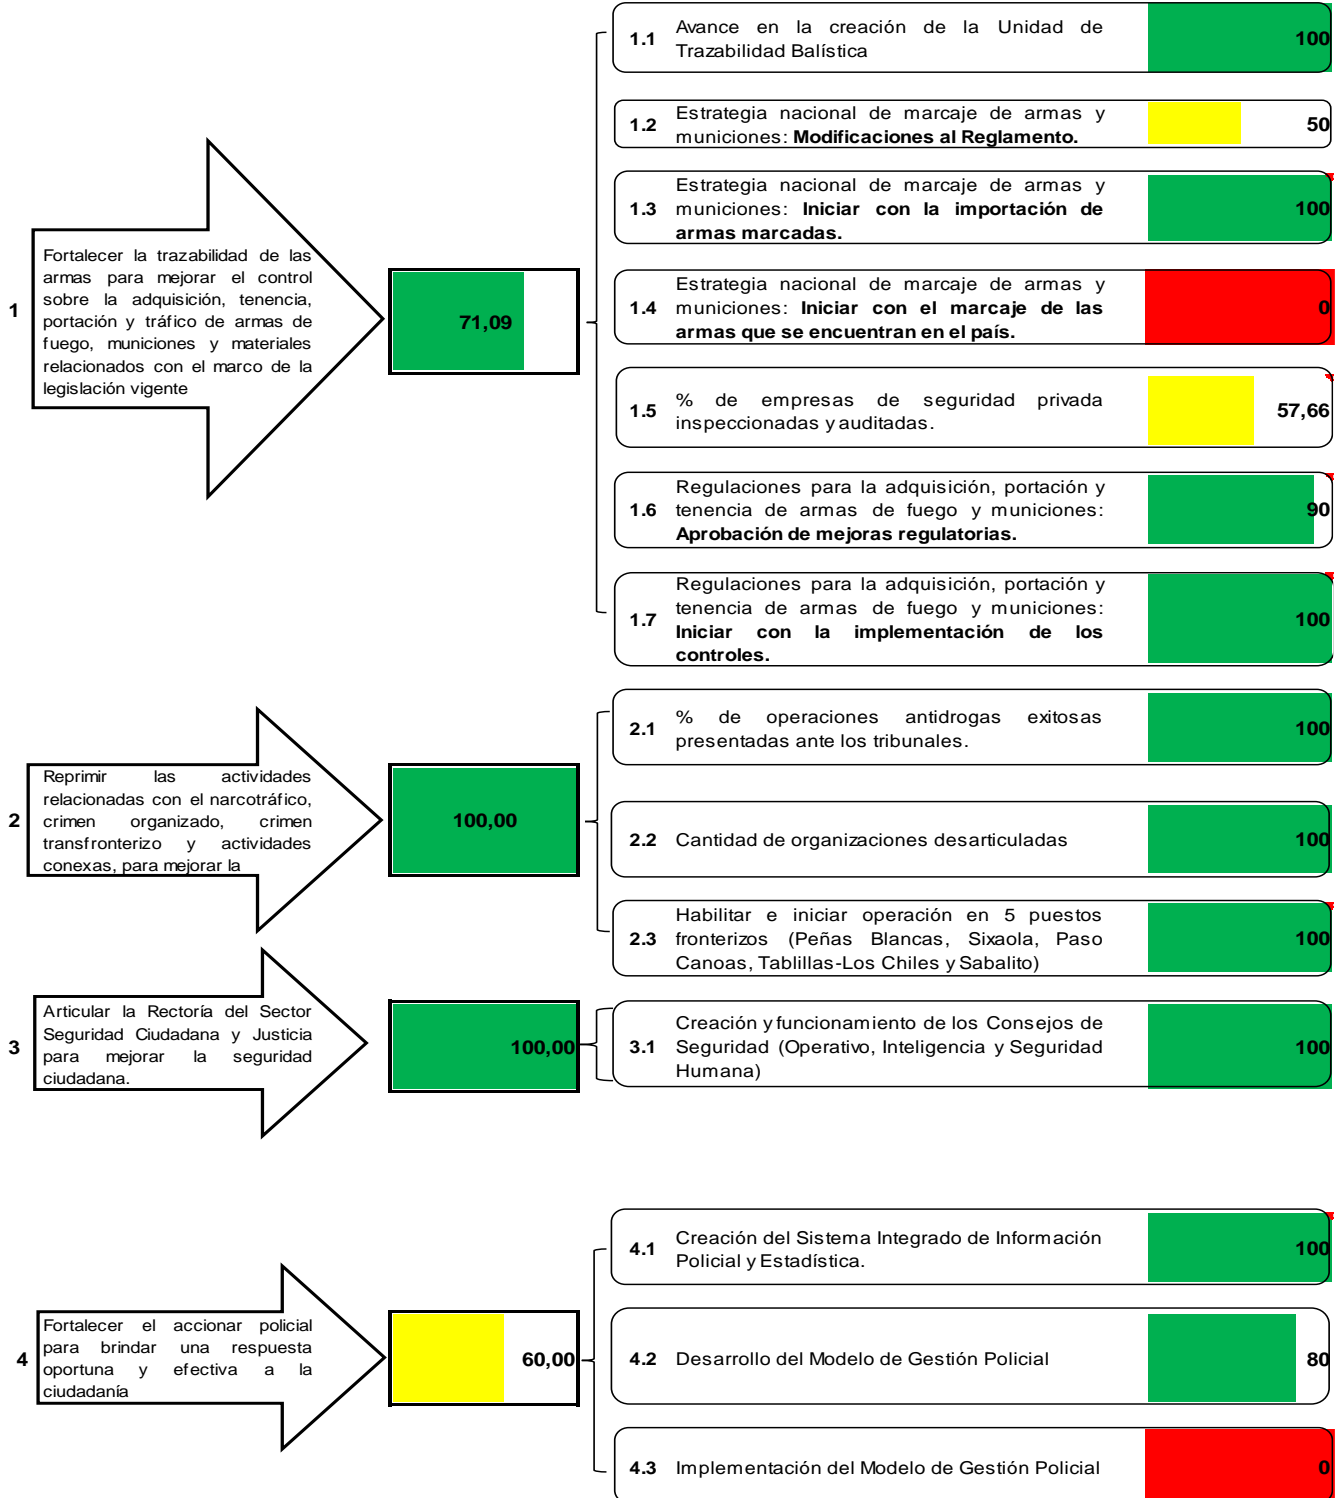 1
Fortalecer la trazabilidad de las
armas para mejorar el control
sobre la adquisición, tenencia,
portación y tráfico de armas de
fuego, municiones y materiales
relacionados con el marco de la
legislación vigente
71,09
1.1
Avance en la creación de la Unidad de
Trazabilidad Balística
100
1.2
Estrategia nacional de marcaje de armas y
municiones: Modificaciones al Reglamento.
50
1.3
Estrategia nacional de marcaje de armas y
municiones: Iniciar con la importación de
armas marcadas.
100
1.4
Estrategia nacional de marcaje de armas y
municiones: Iniciar con el marcaje de las
armas que se encuentran en el país.
0
1.5
% de empresas de seguridad privada
inspeccionadas y auditadas.
57,66
1.6
Regulaciones para la adquisición, portación y
tenencia de armas de fuego y municiones:
Aprobación de mejoras regulatorias.
90
1.7
Regulaciones para la adquisición, portación y
tenencia de armas de fuego y municiones:
Iniciar con la implementación de los
controles.
100
2
Reprimir las actividades
relacionadas con el narcotráfico,
crimen organizado, crimen
transfronterizo y actividades
conexas, para mejorar la
100,00
2.1
% de operaciones antidrogas exitosas
presentadas ante los tribunales.
100
2.2
Cantidad de organizaciones desarticuladas
100
2.3
Habilitar e iniciar operación en 5 puestos
fronterizos (Peñas Blancas, Sixaola, Paso
Canoas, Tablillas-Los Chiles y Sabalito)
100
3
Articular la Rectoría del Sector
Seguridad Ciudadana y Justicia
para mejorar la seguridad
ciudadana.
100,00
3.1
Creación y funcionamiento de los Consejos de
Seguridad (Operativo, Inteligencia y Seguridad
Humana)
100
4
Fortalecer el accionar policial
para brindar una respuesta
oportuna y efectiva a la
ciudadanía
60,00
4.1
Creación del Sistema Integrado de Información
Policial y Estadística.
100
4.2
Desarrollo del Modelo de Gestión Policial
80
4.3
Implementación del Modelo de Gestión Policial
0